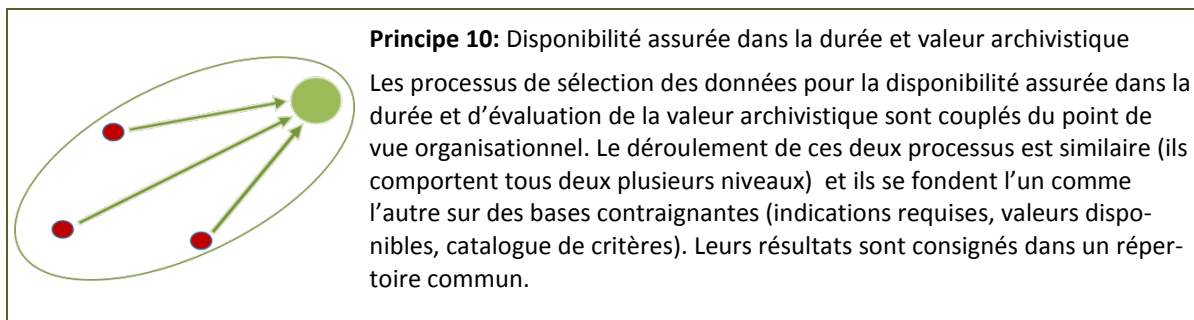 Principe 10: Disponibilité assurée dans la durée et valeur archivistique
Les processus de sélection des données pour la disponibilité assurée dans la
durée et d’évaluation de la valeur archivistique sont couplés du point de
vue organisationnel. Le déroulement de ces deux processus est similaire (ils
comportent tous deux plusieurs niveaux)  et ils se fondent l’un comme
l’autre sur des bases contraignantes (indications requises, valeurs dispo-
nibles, catalogue de critères). Leurs résultats sont consignés dans un réper-
toire commun.